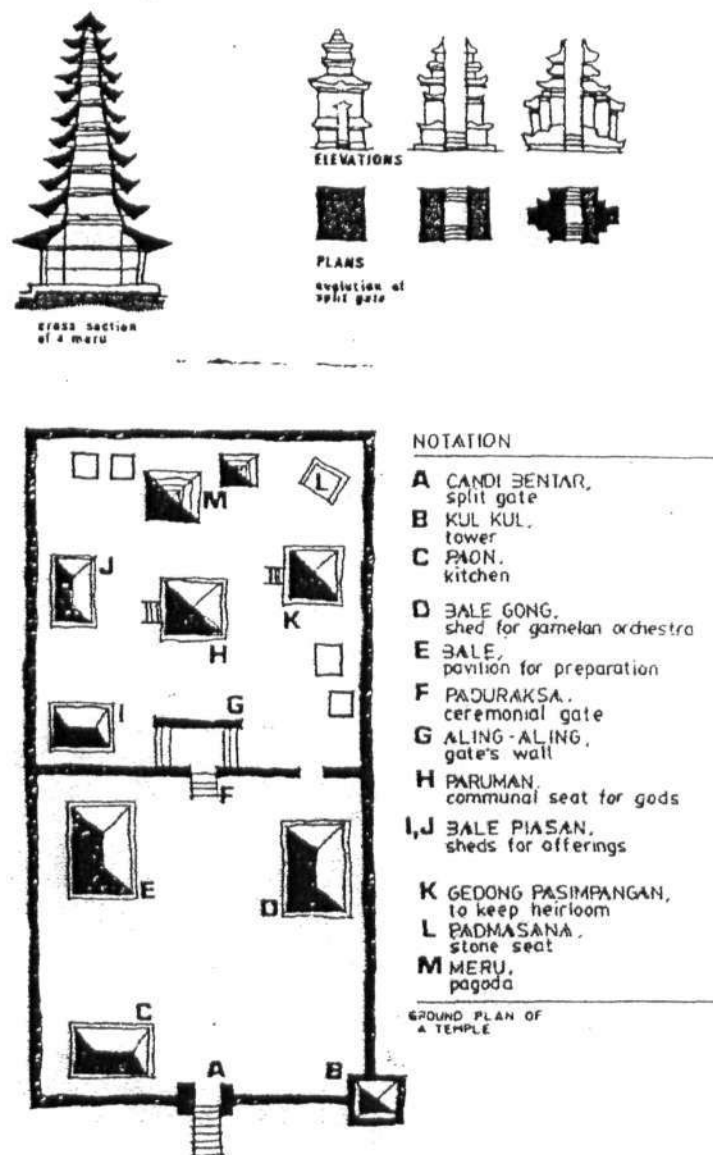 ELEVATIONS
PLANS
evolution of
split gate
cross section
of a meru
M
L
J
K
H
I
G
F
E
D
C
A
B
NOTATION
A CANDI BENTAR,
split gate
B KUL KUL,
tower
C PAON,
kitchen
D BALE GONG,
shed for gamelan orchestra
E BALE,
pavilion for preparation
F PADURAKSA,
ceremonial gate
G ALING-ALING,
gate's wall
H PARUMAN,
communal seat for gods
I,J BALE PIASAN,
sheds for offerings
K GEDONG PASIMPANGAN,
to keep heirloom
L PADMASANA,
stone seat
M MERU,
pagoda
GROUND PLAN OF
A TEMPLE